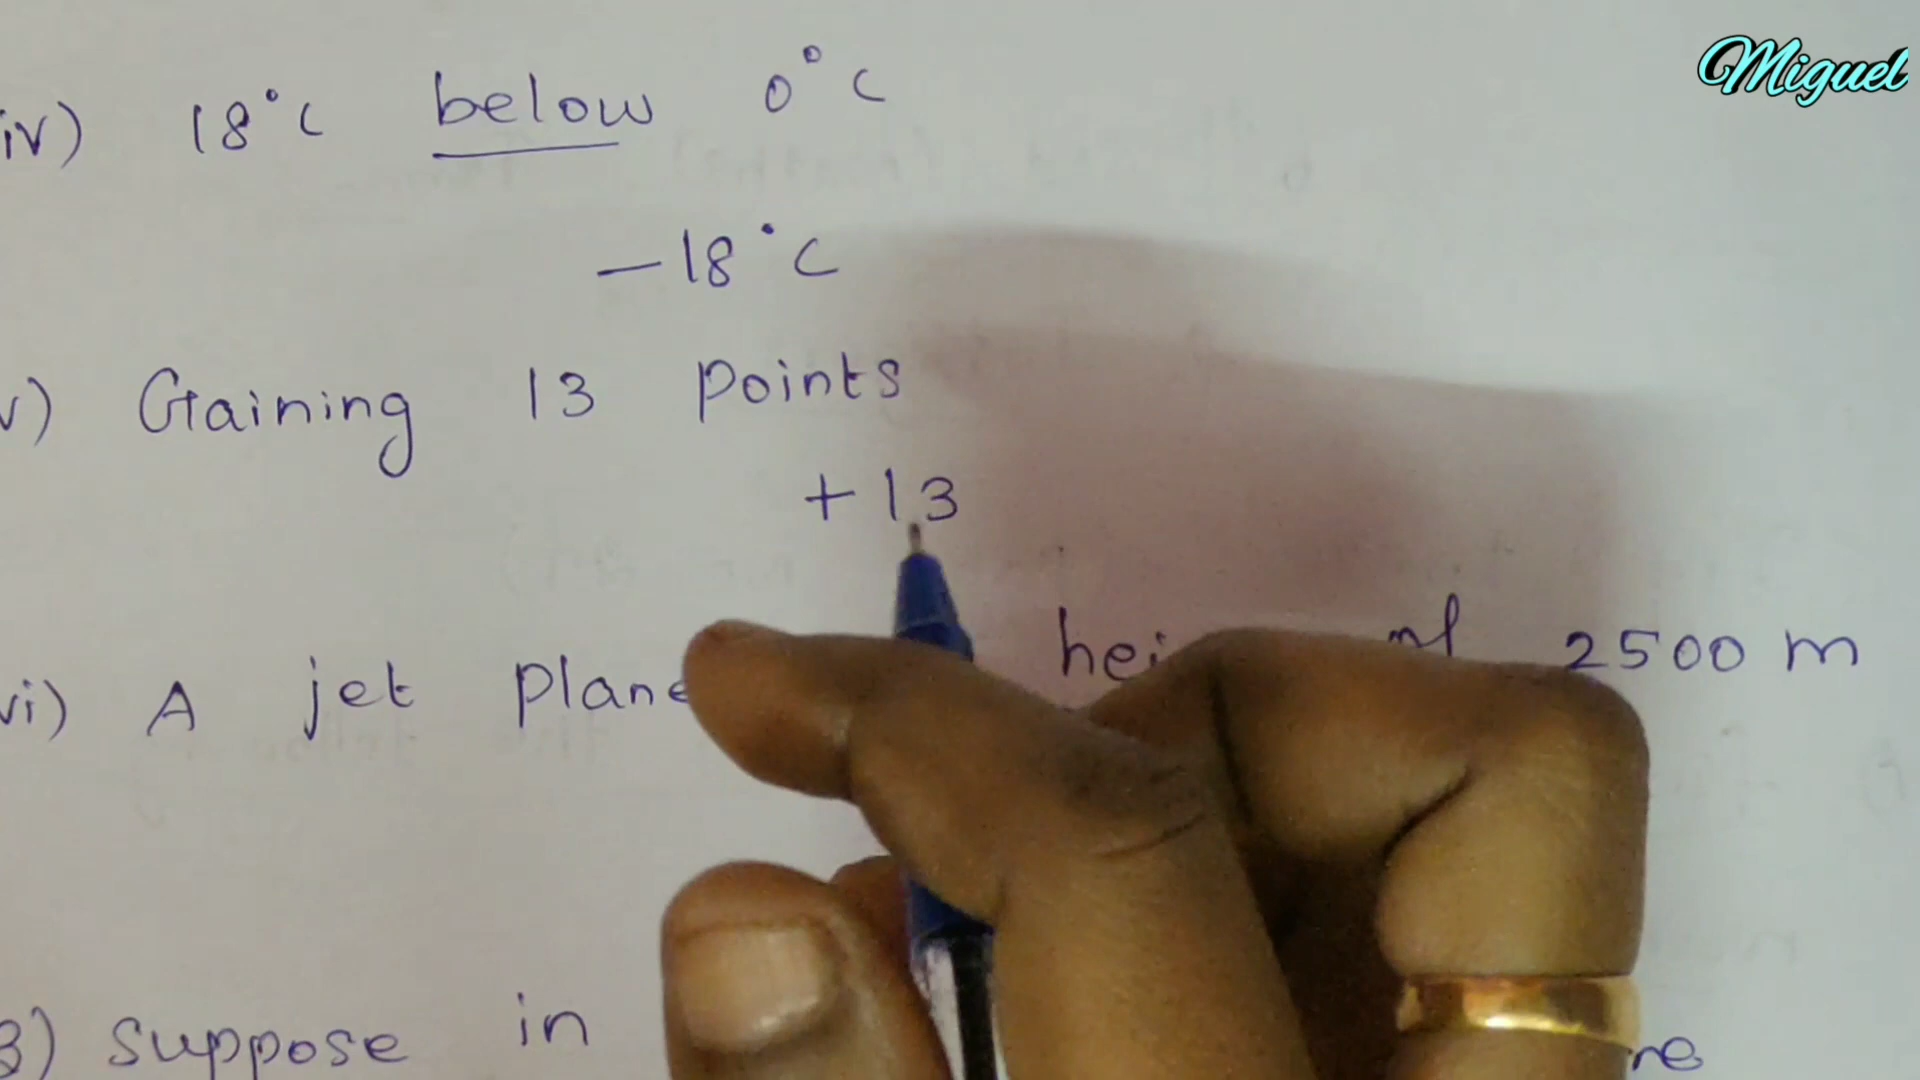 Miguel
iv) 18°C below 0°C
-18°C
v) Gaining 13 points
+13
vi) A jet plane 2500 m
3) suppose in